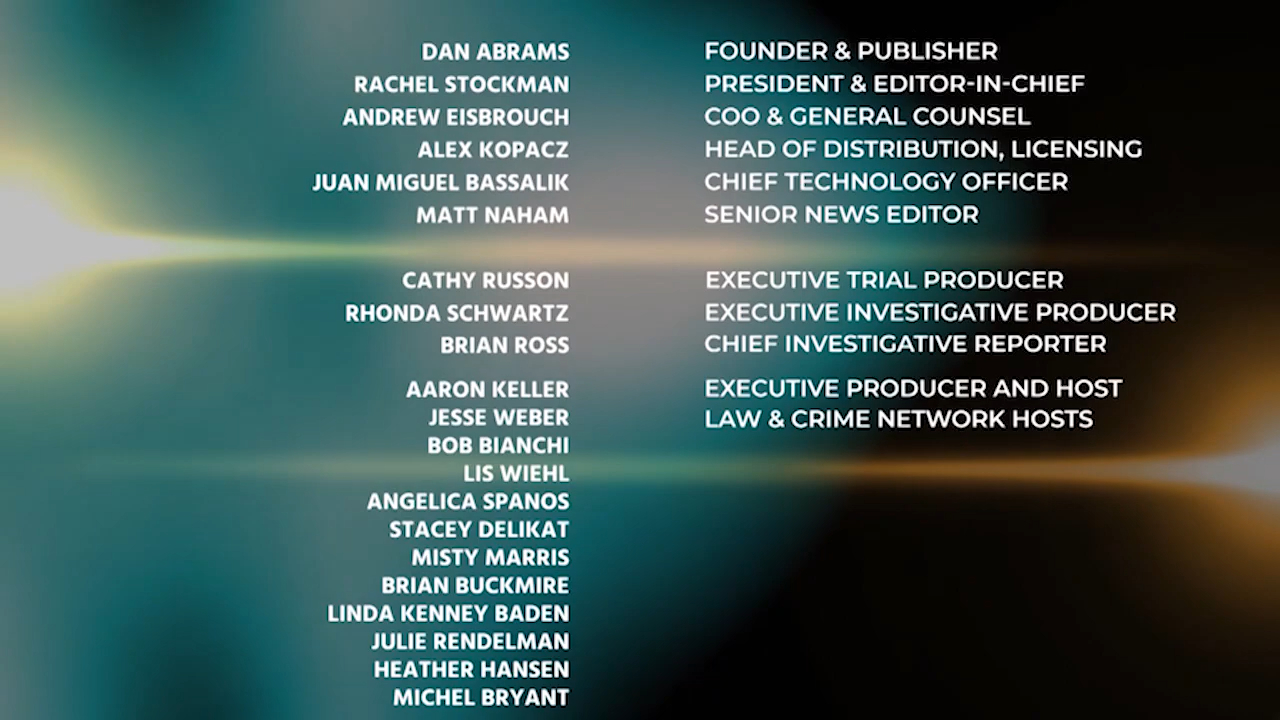 DAN ABRAMS FOUNDER & PUBLISHER
RACHEL STOCKMAN PRESIDENT & EDITOR-IN-CHIEF
ANDREW EISBROUCH COO & GENERAL COUNSEL
ALEX KOPACZ HEAD OF DISTRIBUTION, LICENSING
JUAN MIGUEL BASSALIK CHIEF TECHNOLOGY OFFICER
MATT NAHAM SENIOR NEWS EDITOR
CATHY RUSSON EXECUTIVE TRIAL PRODUCER
RHONDA SCHWARTZ EXECUTIVE INVESTIGATIVE PRODUCER
BRIAN ROSS CHIEF INVESTIGATIVE REPORTER
AARON KELLER EXECUTIVE PRODUCER AND HOST
JESSE WEBER LAW & CRIME NETWORK HOSTS
BOB BIANCHI
LIS WIEHL
ANGELICA SPANOS
STACEY DELIKAT
MISTY MARRIS
BRIAN BUCKMIRE
LINDA KENNEY BADEN
JULIE RENDELMAN
HEATHER HANSEN
MICHEL BRYANT